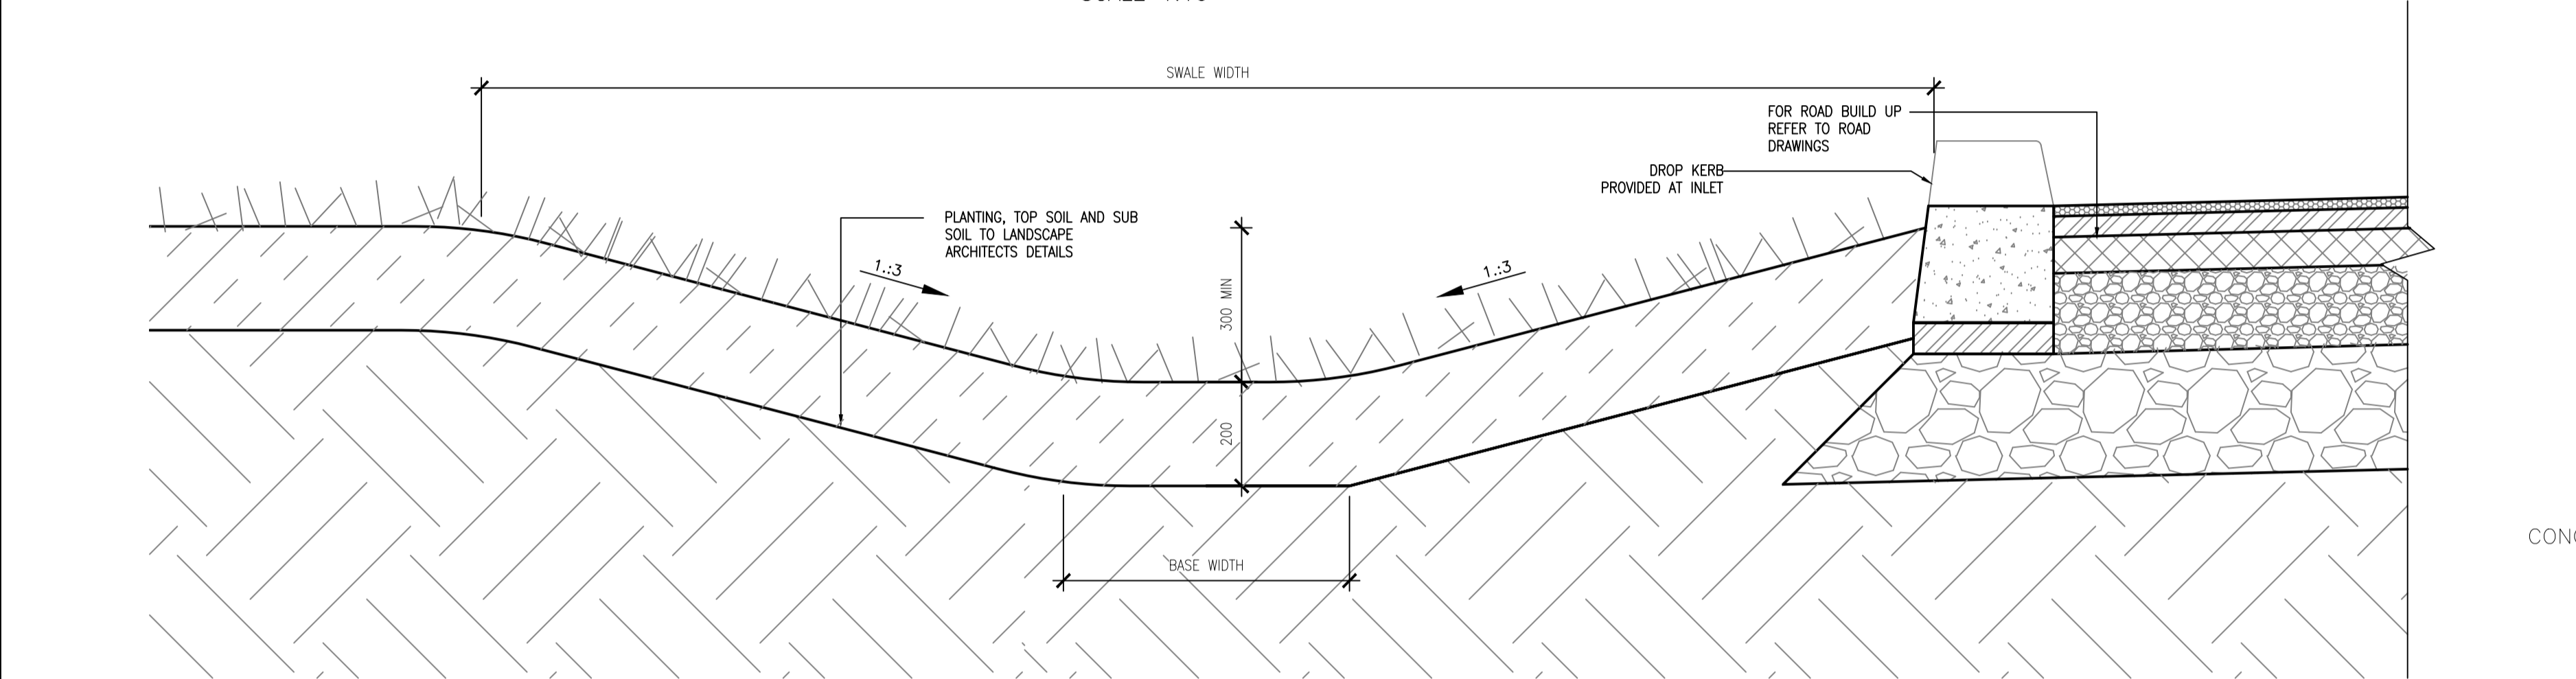 SWALE WIDTH
FOR ROAD BUILD UP
REFER TO ROAD
DRAWINGS
DROP KERB
PROVIDED AT INLET
PLANTING, TOP SOIL AND SUB
SOIL TO LANDSCAPE
ARCHITECTS DETAILS
1.:3
1.:3
300 MIN
200
BASE WIDTH